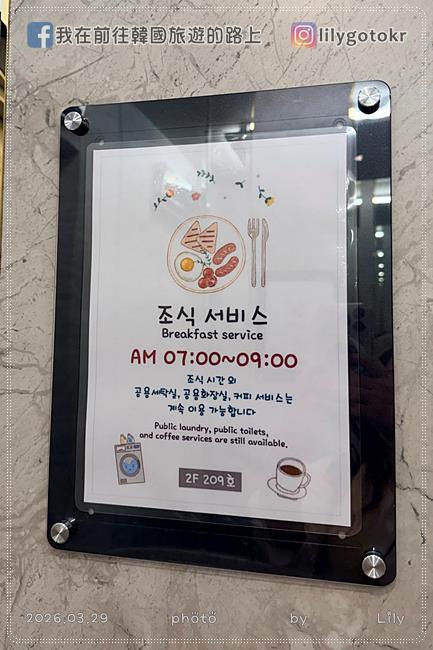 我在前往韓國旅遊的路上 lilygotokr
조식 서비스
Breakfast service
AM 07:00~09:00
조식 시간 외
공용세탁실, 공용화장실, 커피 서비스는
계속 이용 가능합니다
Public laundry, public toilets,
and coffee services are still available.
2F 209호
2026.03.29 photo by Lily